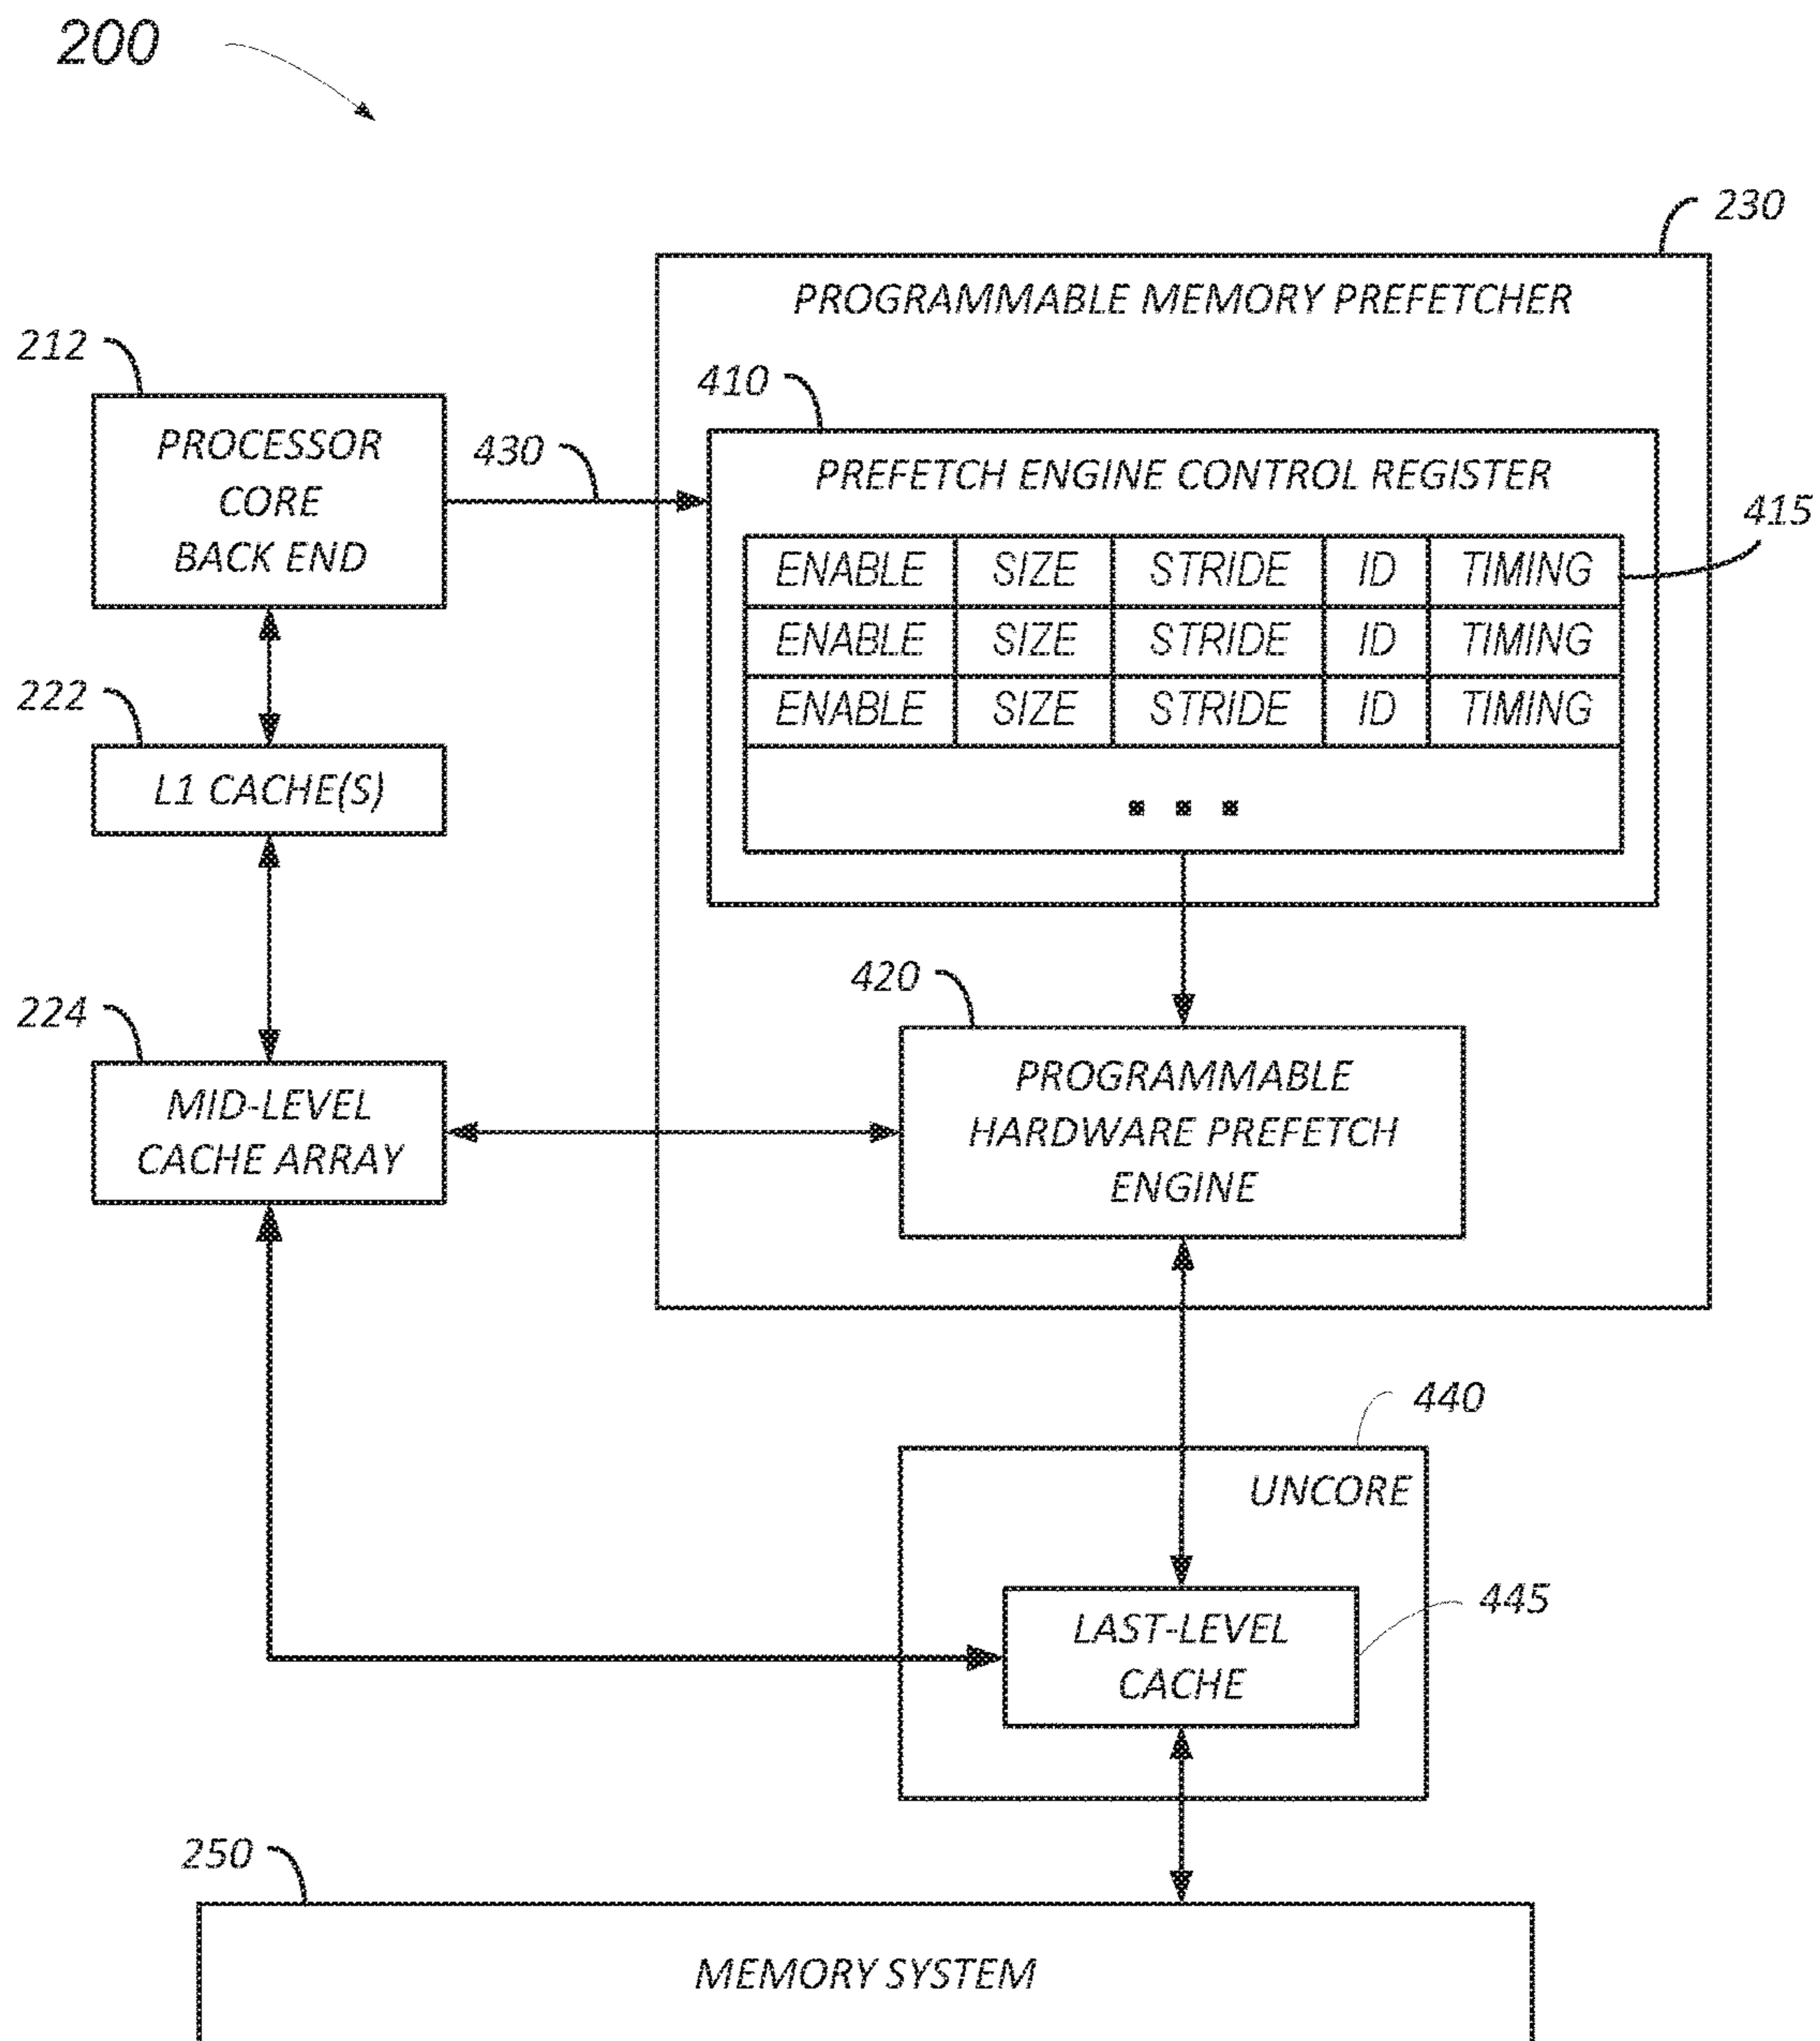 200
230
PROGRAMMABLE MEMORY PREFETCHER
212
410
PROCESSOR
CORE
BACK END
430
PREFETCH ENGINE CONTROL REGISTER
415
ENABLE SIZE STRIDE ID TIMING
ENABLE SIZE STRIDE ID TIMING
ENABLE SIZE STRIDE ID TIMING
...
222
L1 CACHE(S)
420
224
MID-LEVEL
CACHE ARRAY
PROGRAMMABLE
HARDWARE PREFETCH
ENGINE
440
UNCORE
445
LAST-LEVEL
CACHE
250
MEMORY SYSTEM